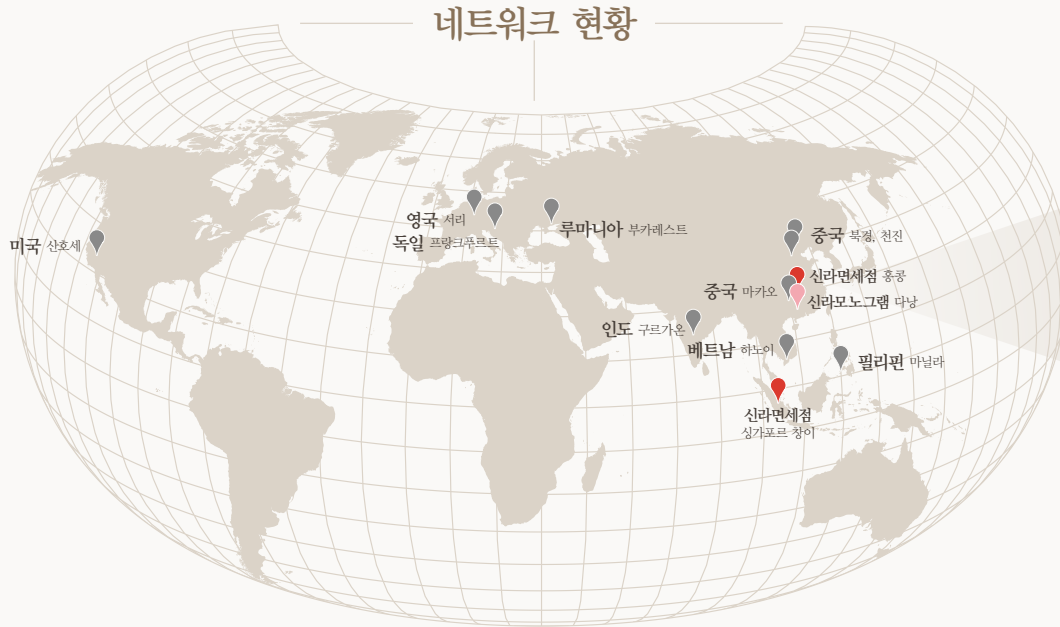 네트워크 현황
영국 서리
독일 프랑크푸르트
루마니아 부카레스트
미국 산호세
중국 북경, 천진
신라면세점 홍콩
중국 마카오
신라모노그램 다낭
인도 구르가온
베트남 하노이
필리핀 마닐라
신라면세점
싱가포르 창이